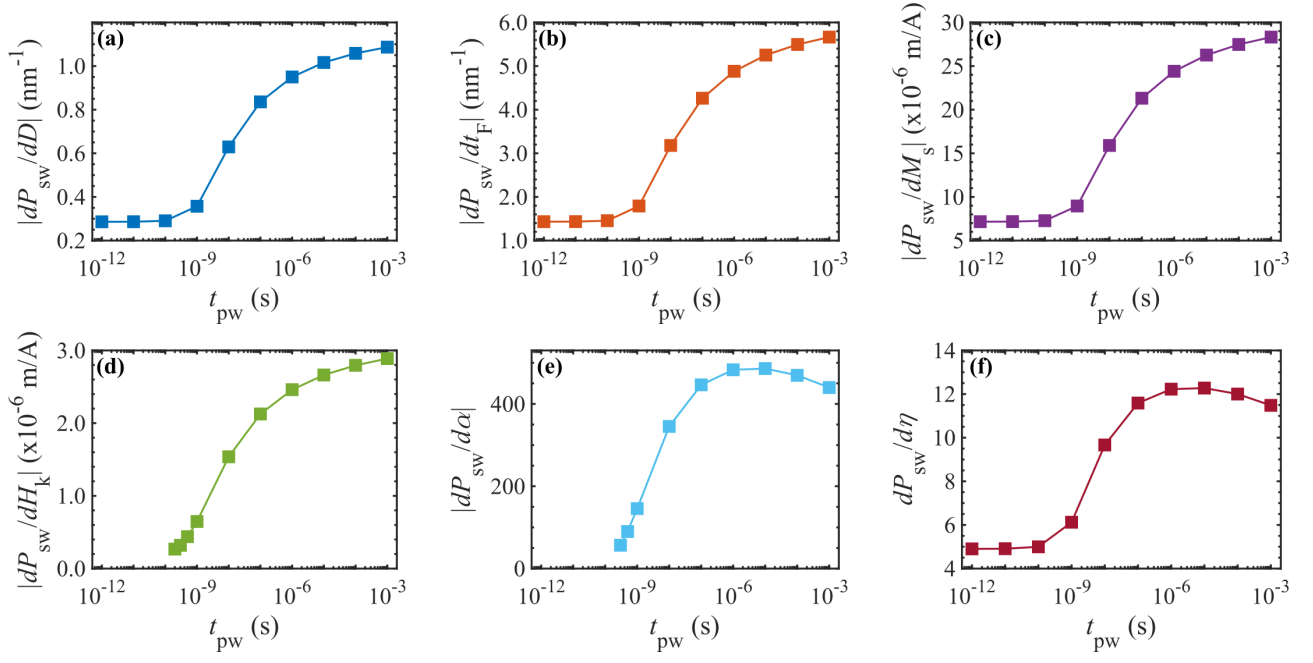 (a)
|dP_sw/dD| (nm⁻¹)
1.0
0.8
0.6
0.4
0.2
10⁻¹² 10⁻⁹ 10⁻⁶ 10⁻³
t_pw (s)
(b)
|dP_sw/dt_F| (nm⁻¹)
6.0
5.0
4.0
3.0
2.0
1.0
10⁻¹² 10⁻⁹ 10⁻⁶ 10⁻³
t_pw (s)
(c)
|dP_sw/dM_s| (x10⁻⁶ m/A)
30
25
20
15
10
5
10⁻¹² 10⁻⁹ 10⁻⁶ 10⁻³
t_pw (s)
(d)
|dP_sw/dH_k| (x10⁻⁶ m/A)
3.0
2.0
1.0
0.0
10⁻¹² 10⁻⁹ 10⁻⁶ 10⁻³
t_pw (s)
(e)
|dP_sw/dα|
400
200
0
10⁻¹² 10⁻⁹ 10⁻⁶ 10⁻³
t_pw (s)
(f)
dP_sw/dη
14
12
10
8
6
4
10⁻¹² 10⁻⁹ 10⁻⁶ 10⁻³
t_pw (s)